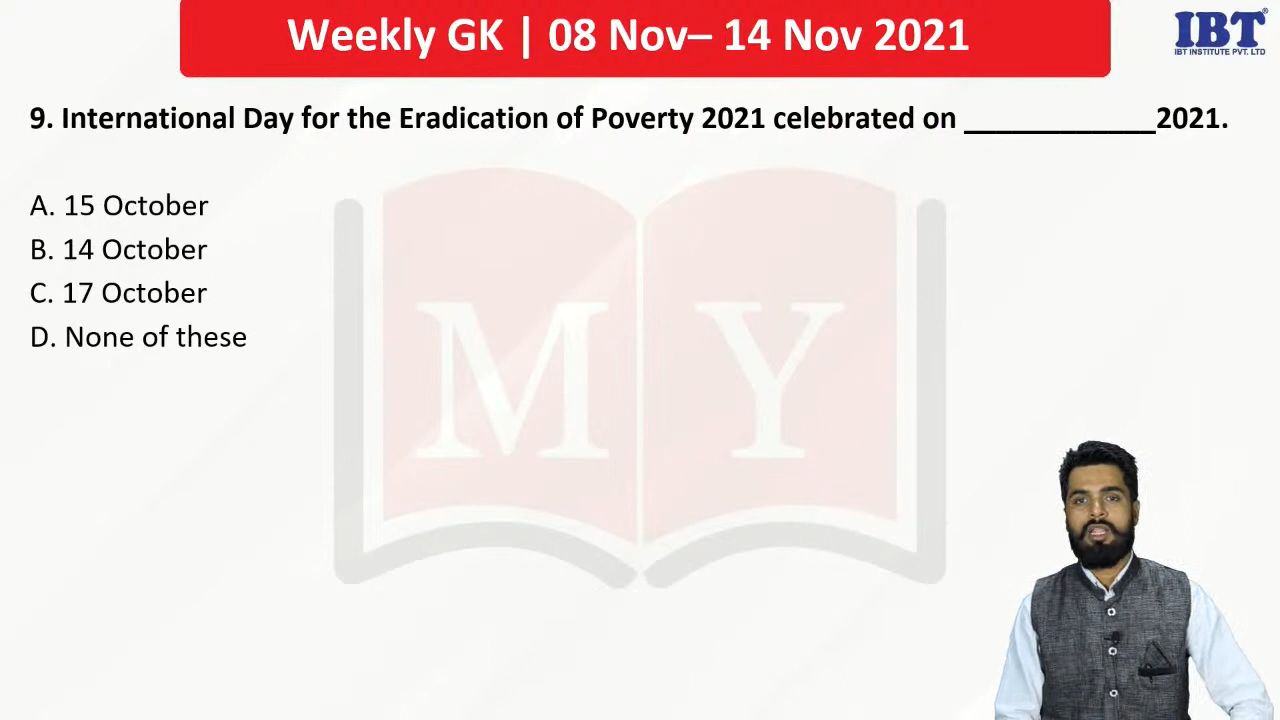 Weekly GK | 08 Nov– 14 Nov 2021
IBT®
IBT INSTITUTE PVT. LTD
9. International Day for the Eradication of Poverty 2021 celebrated on ____________2021.
A. 15 October
B. 14 October
C. 17 October
D. None of these
M Y